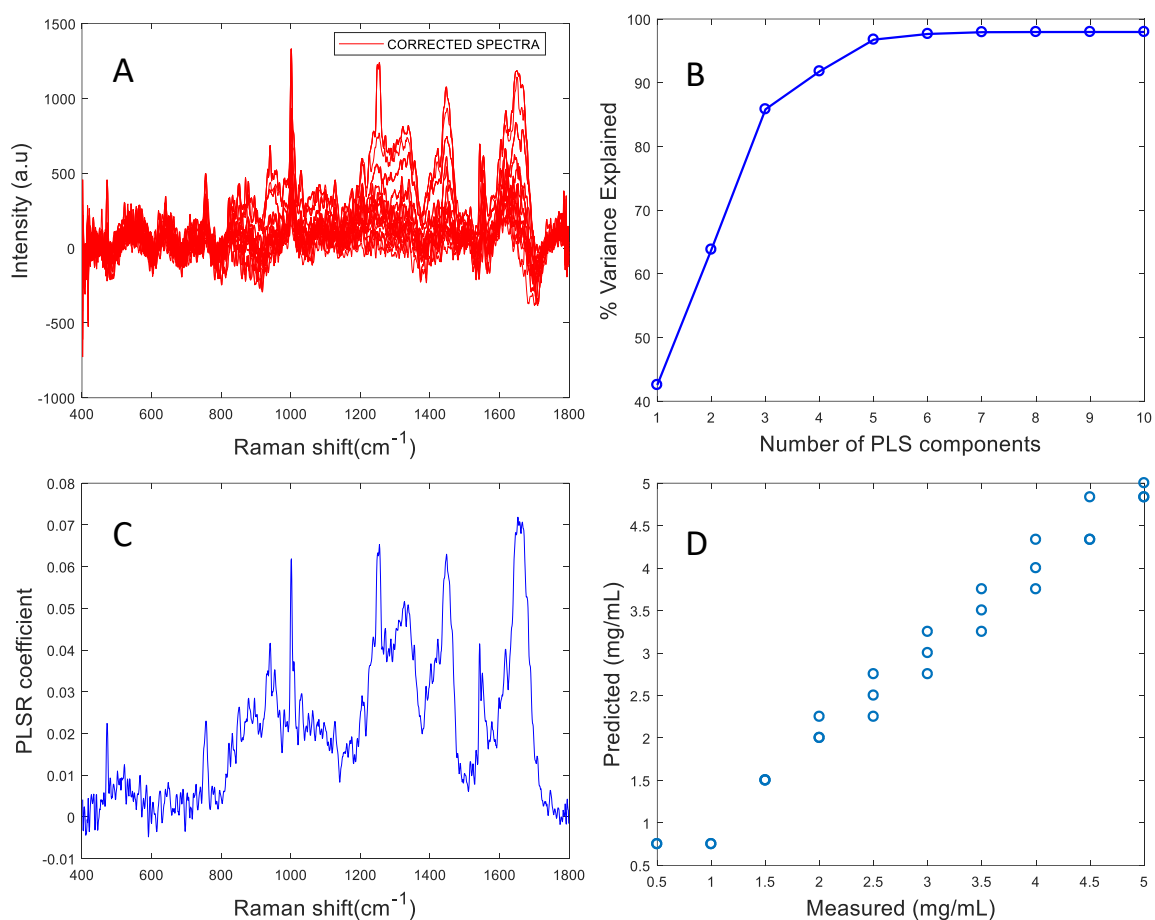 A
CORRECTED SPECTRA
Intensity (a.u)
1500
1000
500
0
-500
-1000
400 600 800 1000 1200 1400 1600 1800
Raman shift(cm⁻¹)
B
% Variance Explained
100
90
80
70
60
50
40
1 2 3 4 5 6 7 8 9 10
Number of PLS components
C
PLSR coefficient
0.08
0.07
0.06
0.05
0.04
0.03
0.02
0.01
0
-0.01
400 600 800 1000 1200 1400 1600 1800
Raman shift(cm⁻¹)
D
Predicted (mg/mL)
5
4.5
4
3.5
3
2.5
2
1.5
1
0.5
0.5 1 1.5 2 2.5 3 3.5 4 4.5 5
Measured (mg/mL)